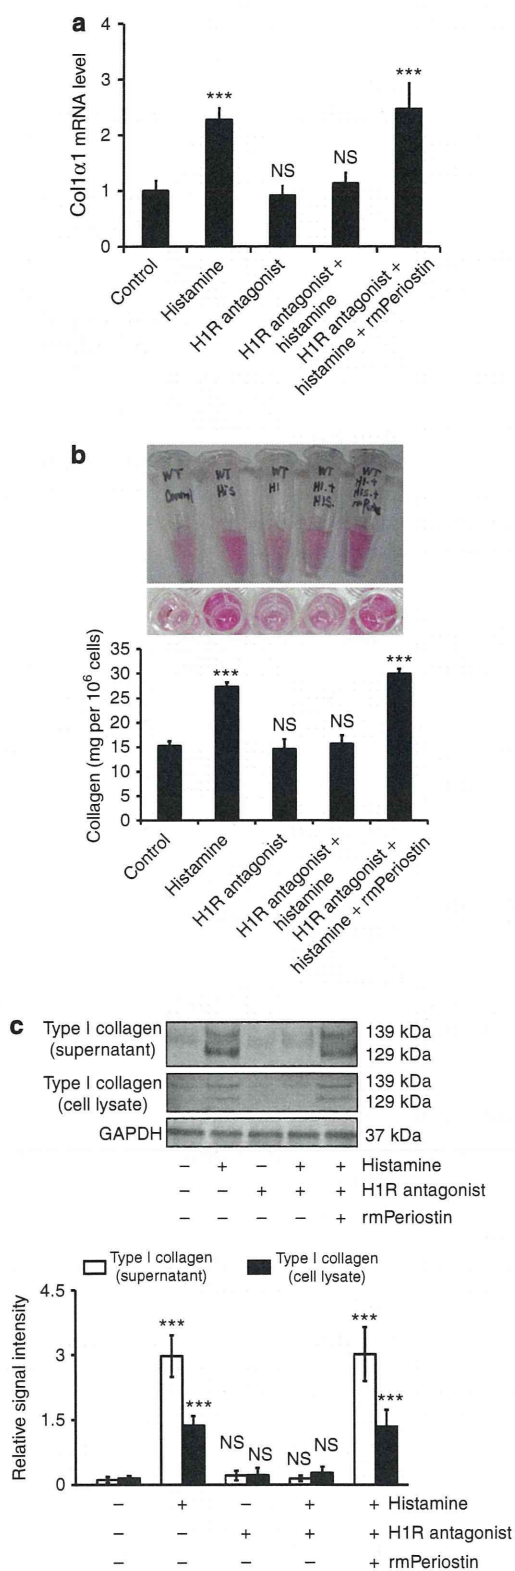 a
Col1α1 mRNA level
4
3
2
1
0
***
NS
NS
***
Control
Histamine
H1R antagonist
H1R antagonist +
histamine
H1R antagonist +
histamine + rmPeriostin
b
WT
Control
WT
His
WT
H1
WT
H1.+
HIS.
WT
H1.+
HIS.+
Collagen (mg per 10⁶ cells)
35
30
25
20
15
10
5
0
***
NS
NS
***
Control
Histamine
H1R antagonist
H1R antagonist +
histamine
H1R antagonist +
histamine + rmPeriostin
c
Type I collagen
(supernatant)
139 kDa
129 kDa
Type I collagen
(cell lysate)
139 kDa
129 kDa
GAPDH
37 kDa
– + – + + Histamine
– – + + + H1R antagonist
– – – – + rmPeriostin
Type I collagen
(supernatant)
Type I collagen
(cell lysate)
Relative signal intensity
4.5
3
1.5
0
***
***
NS
NS
NS
NS
***
***
– + – + + Histamine
– – + + + H1R antagonist
– – – – + rmPeriostin